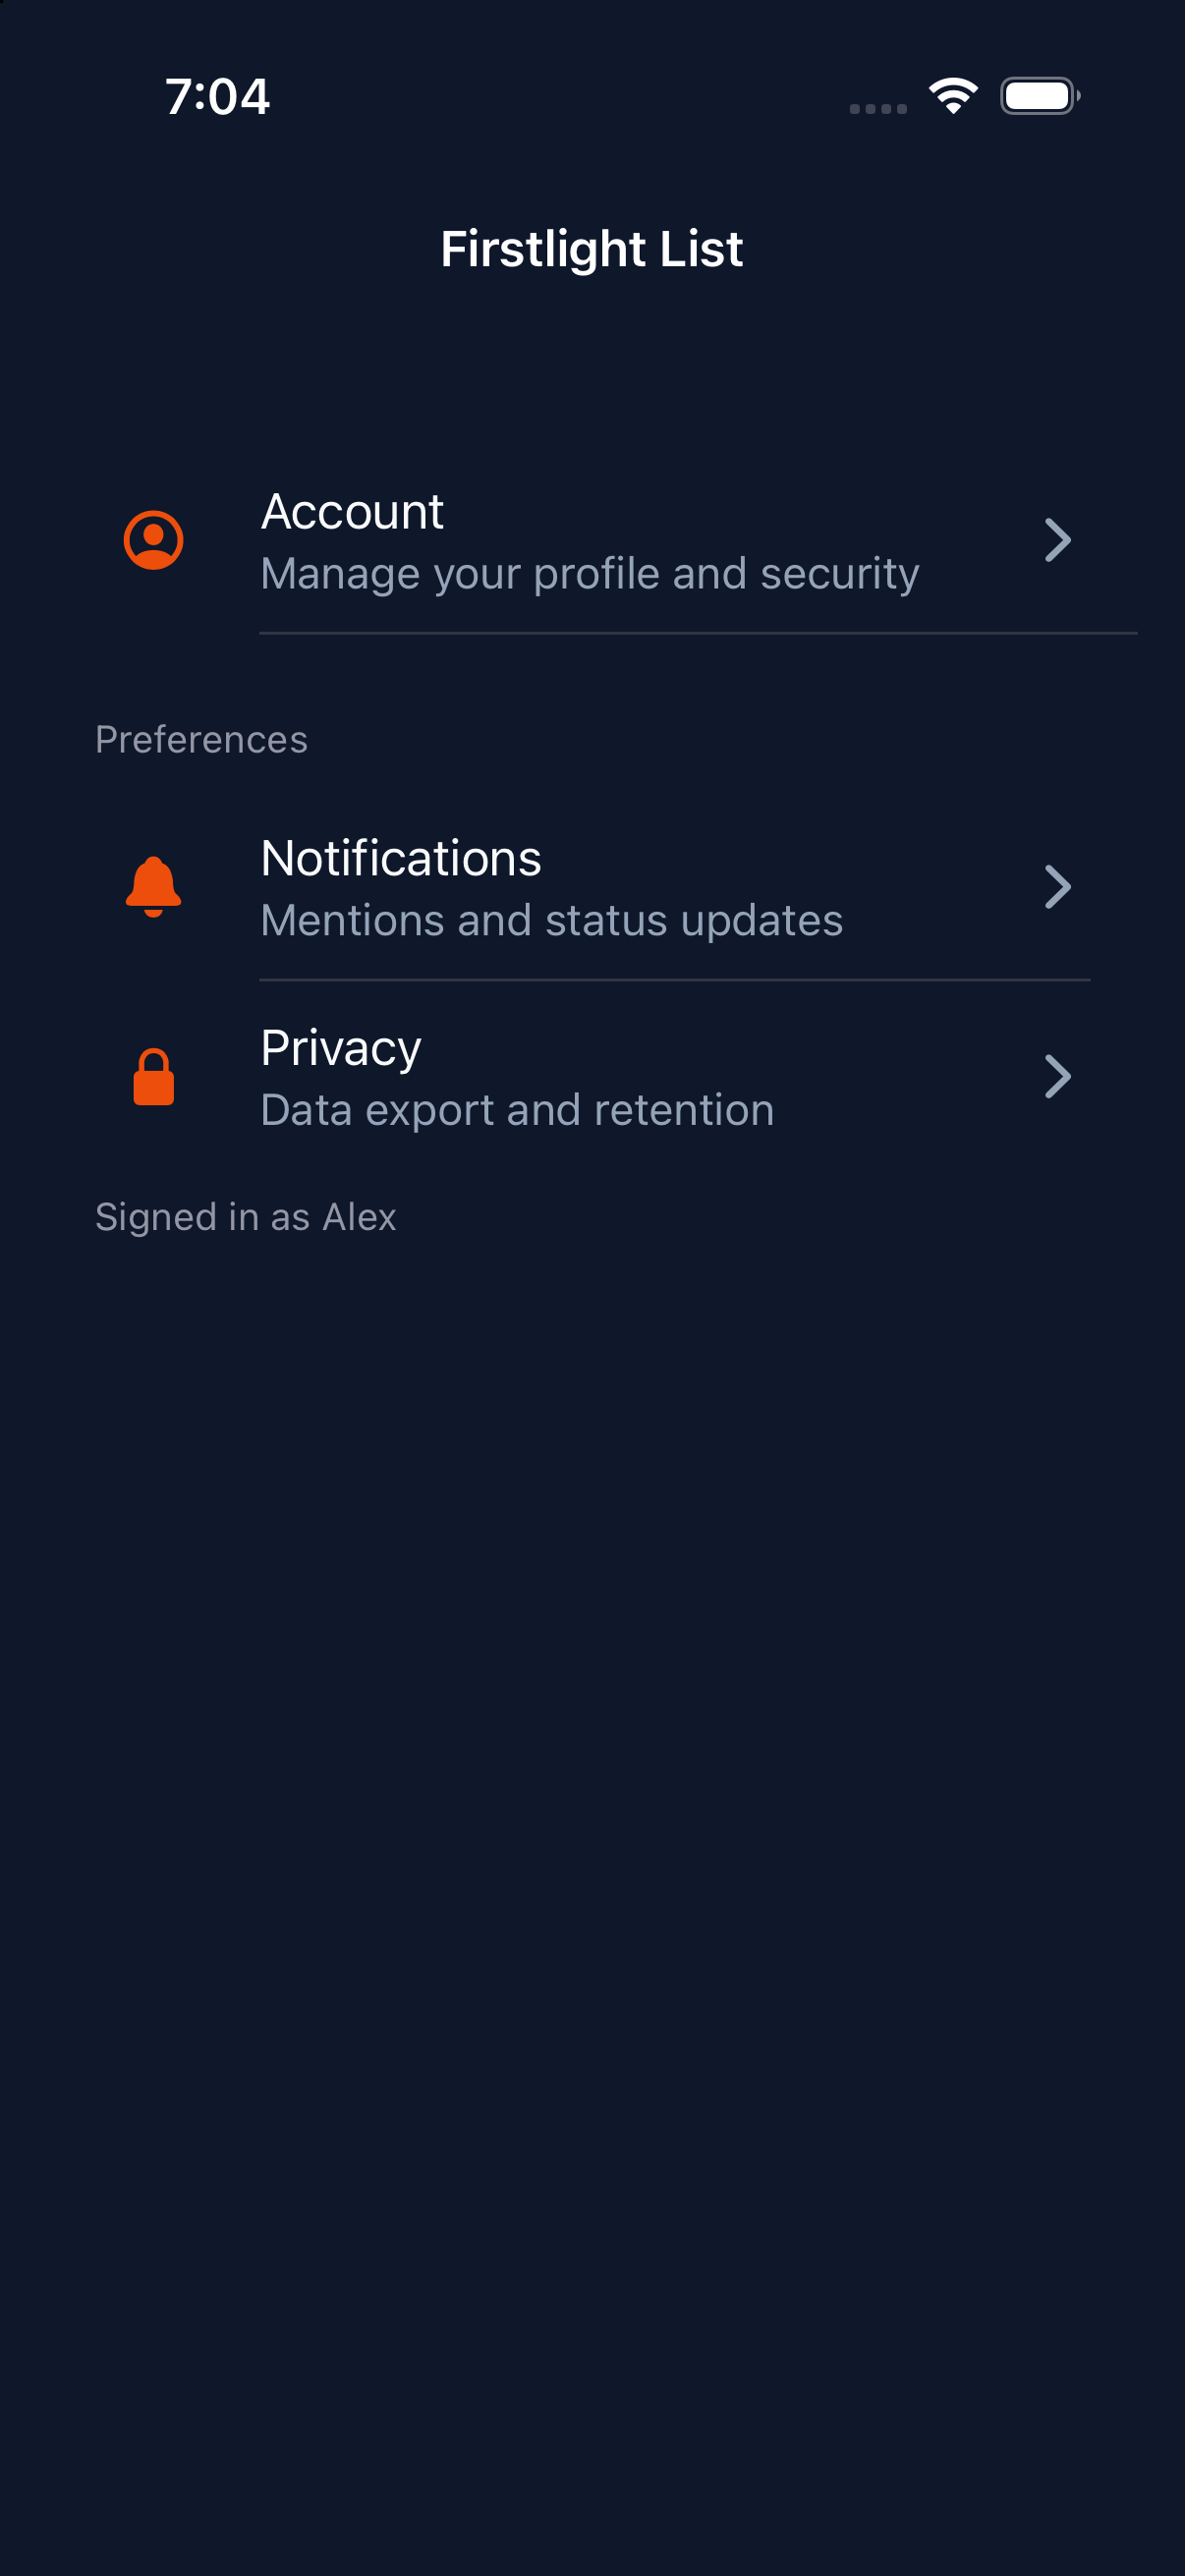 7:04
Firstlight List
Account
Manage your profile and security
Preferences
Notifications
Mentions and status updates
Privacy
Data export and retention
Signed in as Alex